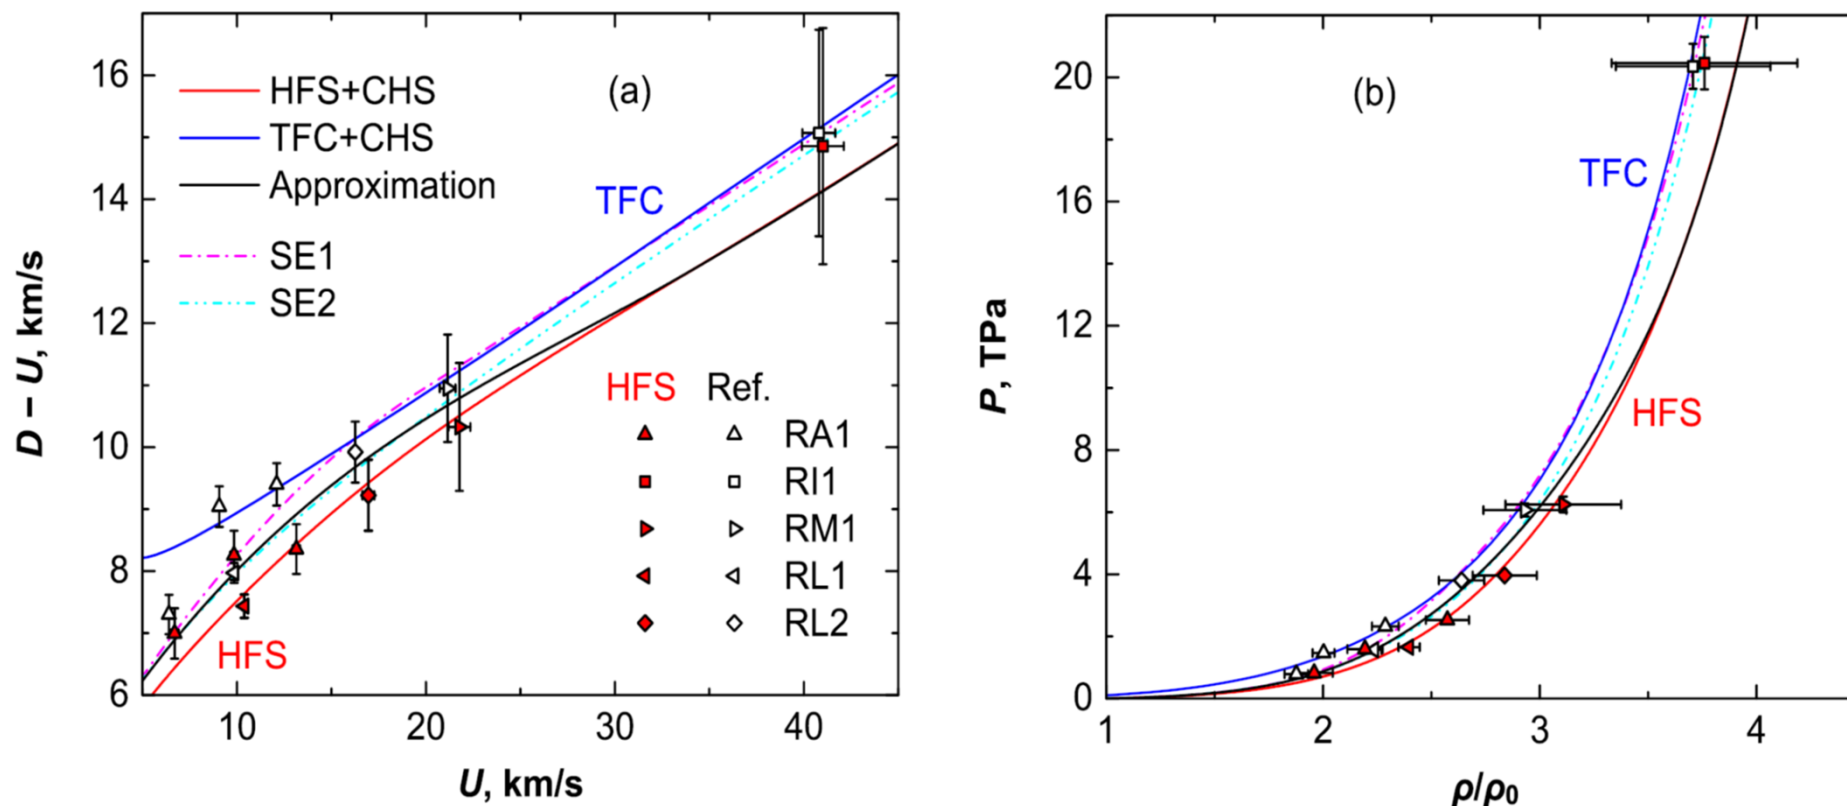 (a)
HFS+CHS
TFC+CHS
Approximation
SE1
SE2
TFC
HFS
HFS Ref.
RA1
RI1
RM1
RL1
RL2
16
14
12
10
8
6
10 20 30 40
D – U, km/s
U, km/s
(b)
TFC
HFS
20
16
12
8
4
0
1 2 3 4
P, TPa
ρ/ρ₀